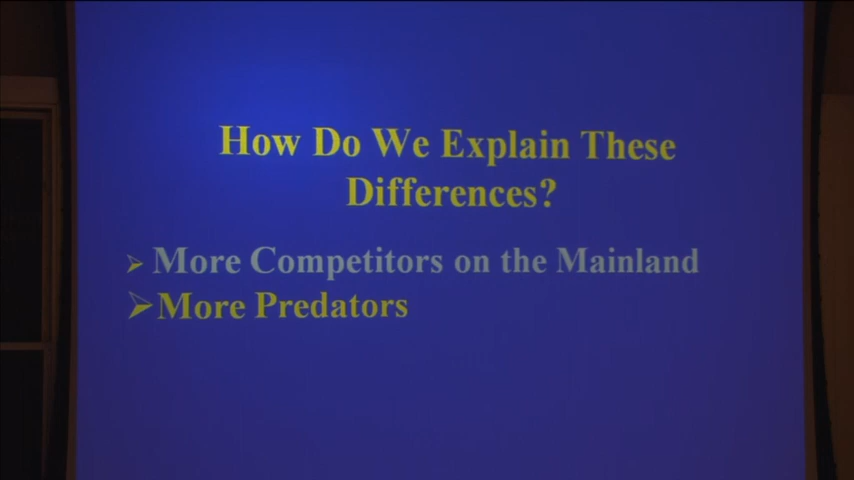 How Do We Explain These
Differences?
➢ More Competitors on the Mainland
➢More Predators